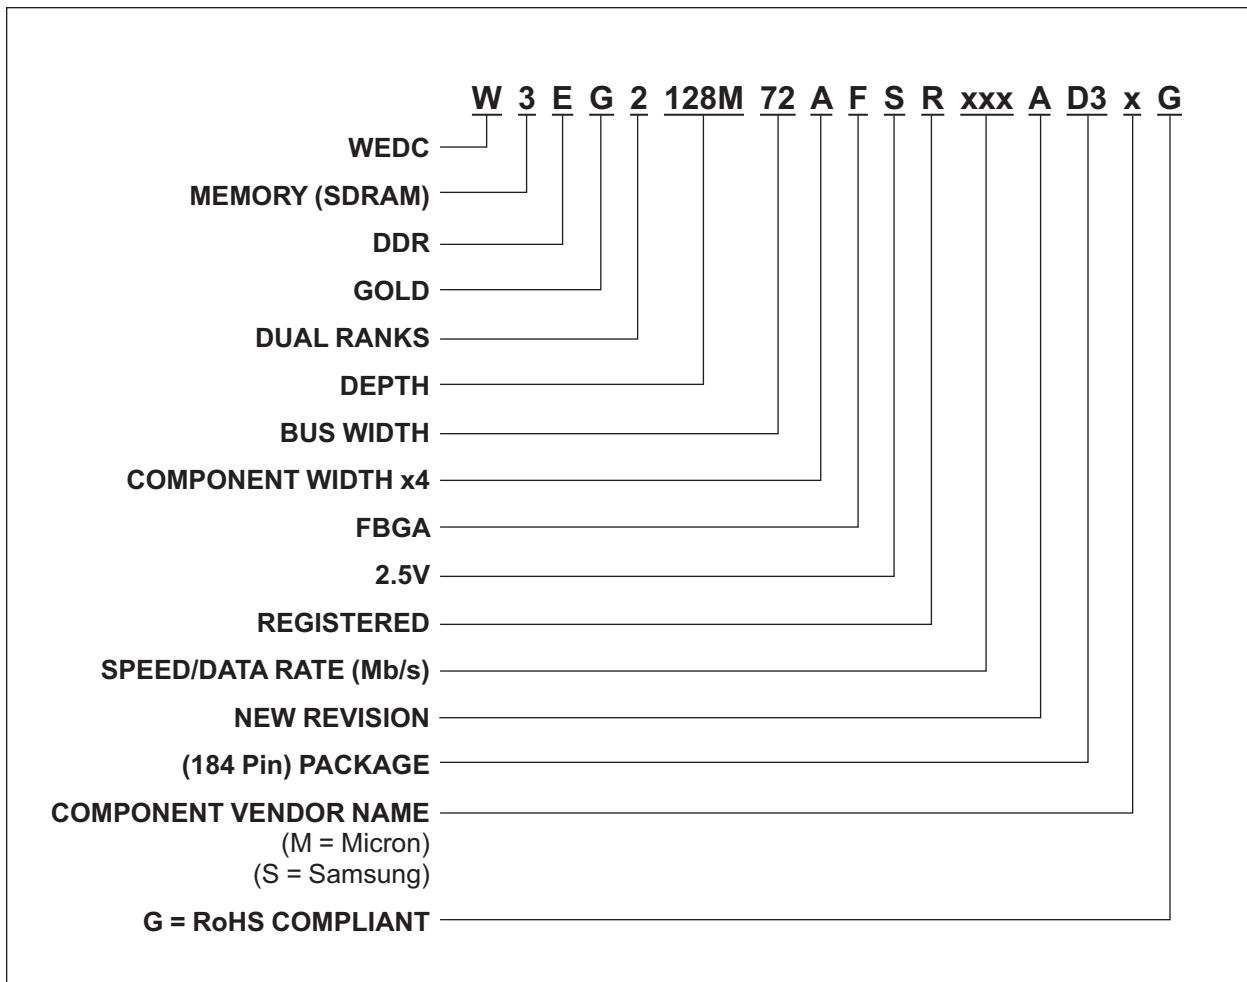 W 3 E G 2 128M 72 A F S R xxx A D3 x G
WEDC
MEMORY (SDRAM)
DDR
GOLD
DUAL RANKS
DEPTH
BUS WIDTH
COMPONENT WIDTH x4
FBGA
2.5V
REGISTERED
SPEED/DATA RATE (Mb/s)
NEW REVISION
(184 Pin) PACKAGE
COMPONENT VENDOR NAME
(M = Micron)
(S = Samsung)
G = RoHS COMPLIANT